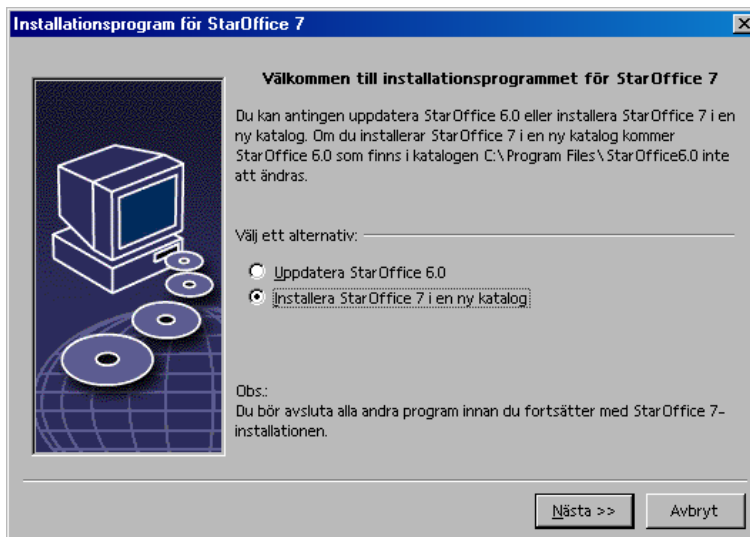 Installationsprogram för StarOffice 7
Välkommen till installationsprogrammet för StarOffice 7
Du kan antingen uppdatera StarOffice 6.0 eller installera StarOffice 7 i en
ny katalog. Om du installerar StarOffice 7 i en ny katalog kommer
StarOffice 6.0 som finns i katalogen C:\Program Files\StarOffice6.0 inte
att ändras.
Välj ett alternativ:
Uppdatera StarOffice 6.0
Installera StarOffice 7 i en ny katalog
Obs.:
Du bör avsluta alla andra program innan du fortsätter med StarOffice 7-
installationen.
Nästa >>
Avbryt